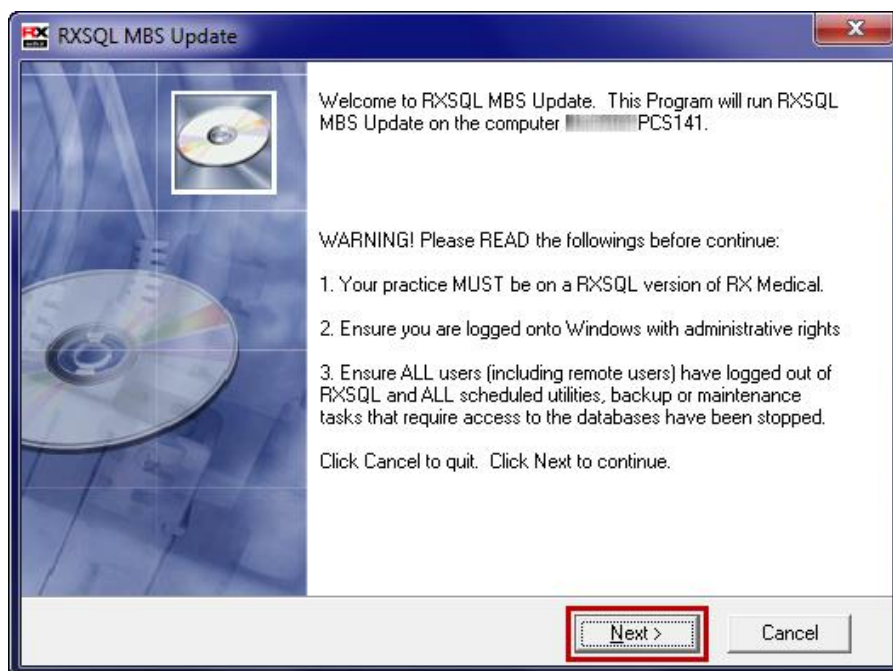 RX
RXSQL MBS Update
X
Welcome to RXSQL MBS Update. This Program will run RXSQL
MBS Update on the computer PCS141.
WARNING! Please READ the followings before continue:
1. Your practice MUST be on a RXSQL version of RX Medical.
2. Ensure you are logged onto Windows with administrative rights
3. Ensure ALL users (including remote users) have logged out of
RXSQL and ALL scheduled utilities, backup or maintenance
tasks that require access to the databases have been stopped.
Click Cancel to quit. Click Next to continue.
Next >
Cancel